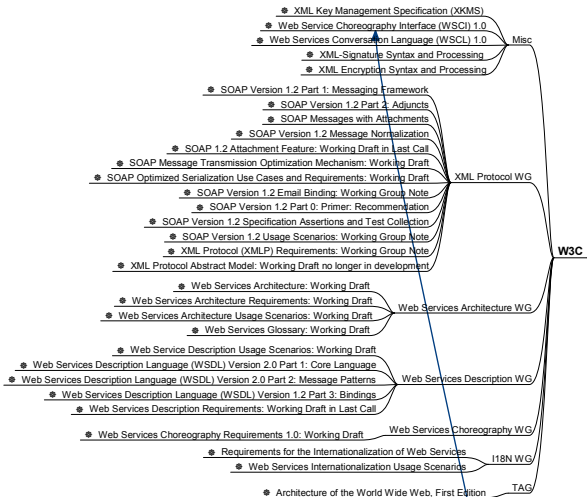 XML Key Management Specification (XKMS)
Web Service Choreography Interface (WSCI) 1.0
Web Services Conversation Language (WSCL) 1.0
XML-Signature Syntax and Processing
XML Encryption Syntax and Processing
Misc
SOAP Version 1.2 Part 1: Messaging Framework
SOAP Version 1.2 Part 2: Adjuncts
SOAP Messages with Attachments
SOAP Version 1.2 Message Normalization
SOAP 1.2 Attachment Feature: Working Draft in Last Call
SOAP Message Transmission Optimization Mechanism: Working Draft
SOAP Optimized Serialization Use Cases and Requirements: Working Draft
SOAP Version 1.2 Email Binding: Working Group Note
SOAP Version 1.2 Part 0: Primer: Recommendation
SOAP Version 1.2 Specification Assertions and Test Collection
SOAP Version 1.2 Usage Scenarios: Working Group Note
XML Protocol (XMLP) Requirements: Working Group Note
XML Protocol Abstract Model: Working Draft no longer in development
XML Protocol WG
W3C
Web Services Architecture: Working Draft
Web Services Architecture Requirements: Working Draft
Web Services Architecture Usage Scenarios: Working Draft
Web Services Glossary: Working Draft
Web Services Architecture WG
Web Service Description Usage Scenarios: Working Draft
Web Services Description Language (WSDL) Version 2.0 Part 1: Core Language
Web Services Description Language (WSDL) Version 2.0 Part 2: Message Patterns
Web Services Description Language (WSDL) Version 1.2 Part 3: Bindings
Web Services Description Requirements: Working Draft in Last Call
Web Services Description WG
Web Services Choreography Requirements 1.0: Working Draft
Web Services Choreography WG
Requirements for the Internationalization of Web Services
Web Services Internationalization Usage Scenarios
I18N WG
Architecture of the World Wide Web, First Edition
TAG